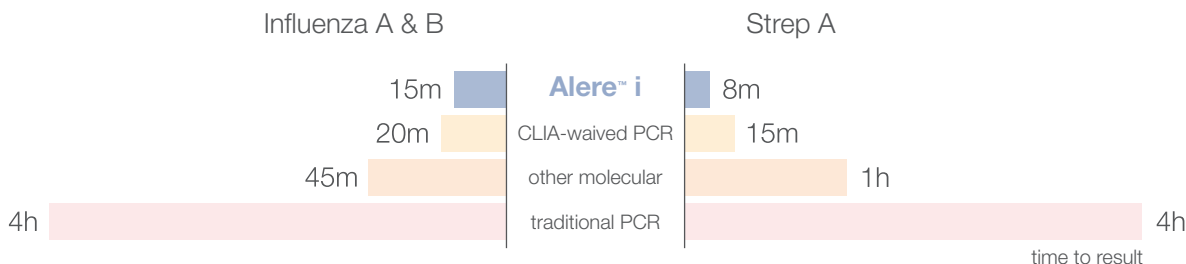 Influenza A & B
Strep A
15m Alere™ i 8m
20m CLIA-waived PCR 15m
45m other molecular 1h
4h traditional PCR 4h
time to result